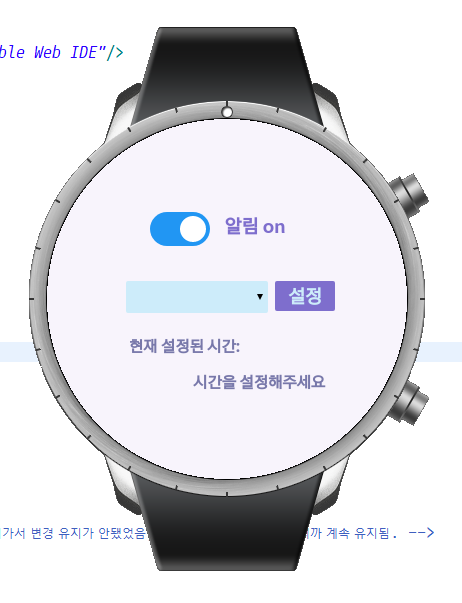 ble Web IDE"/>
알림 on
설정
현재 설정된 시간:
시간을 설정해주세요
가서 변경 유지가 안됐었음 까 계속 유지됨. -->